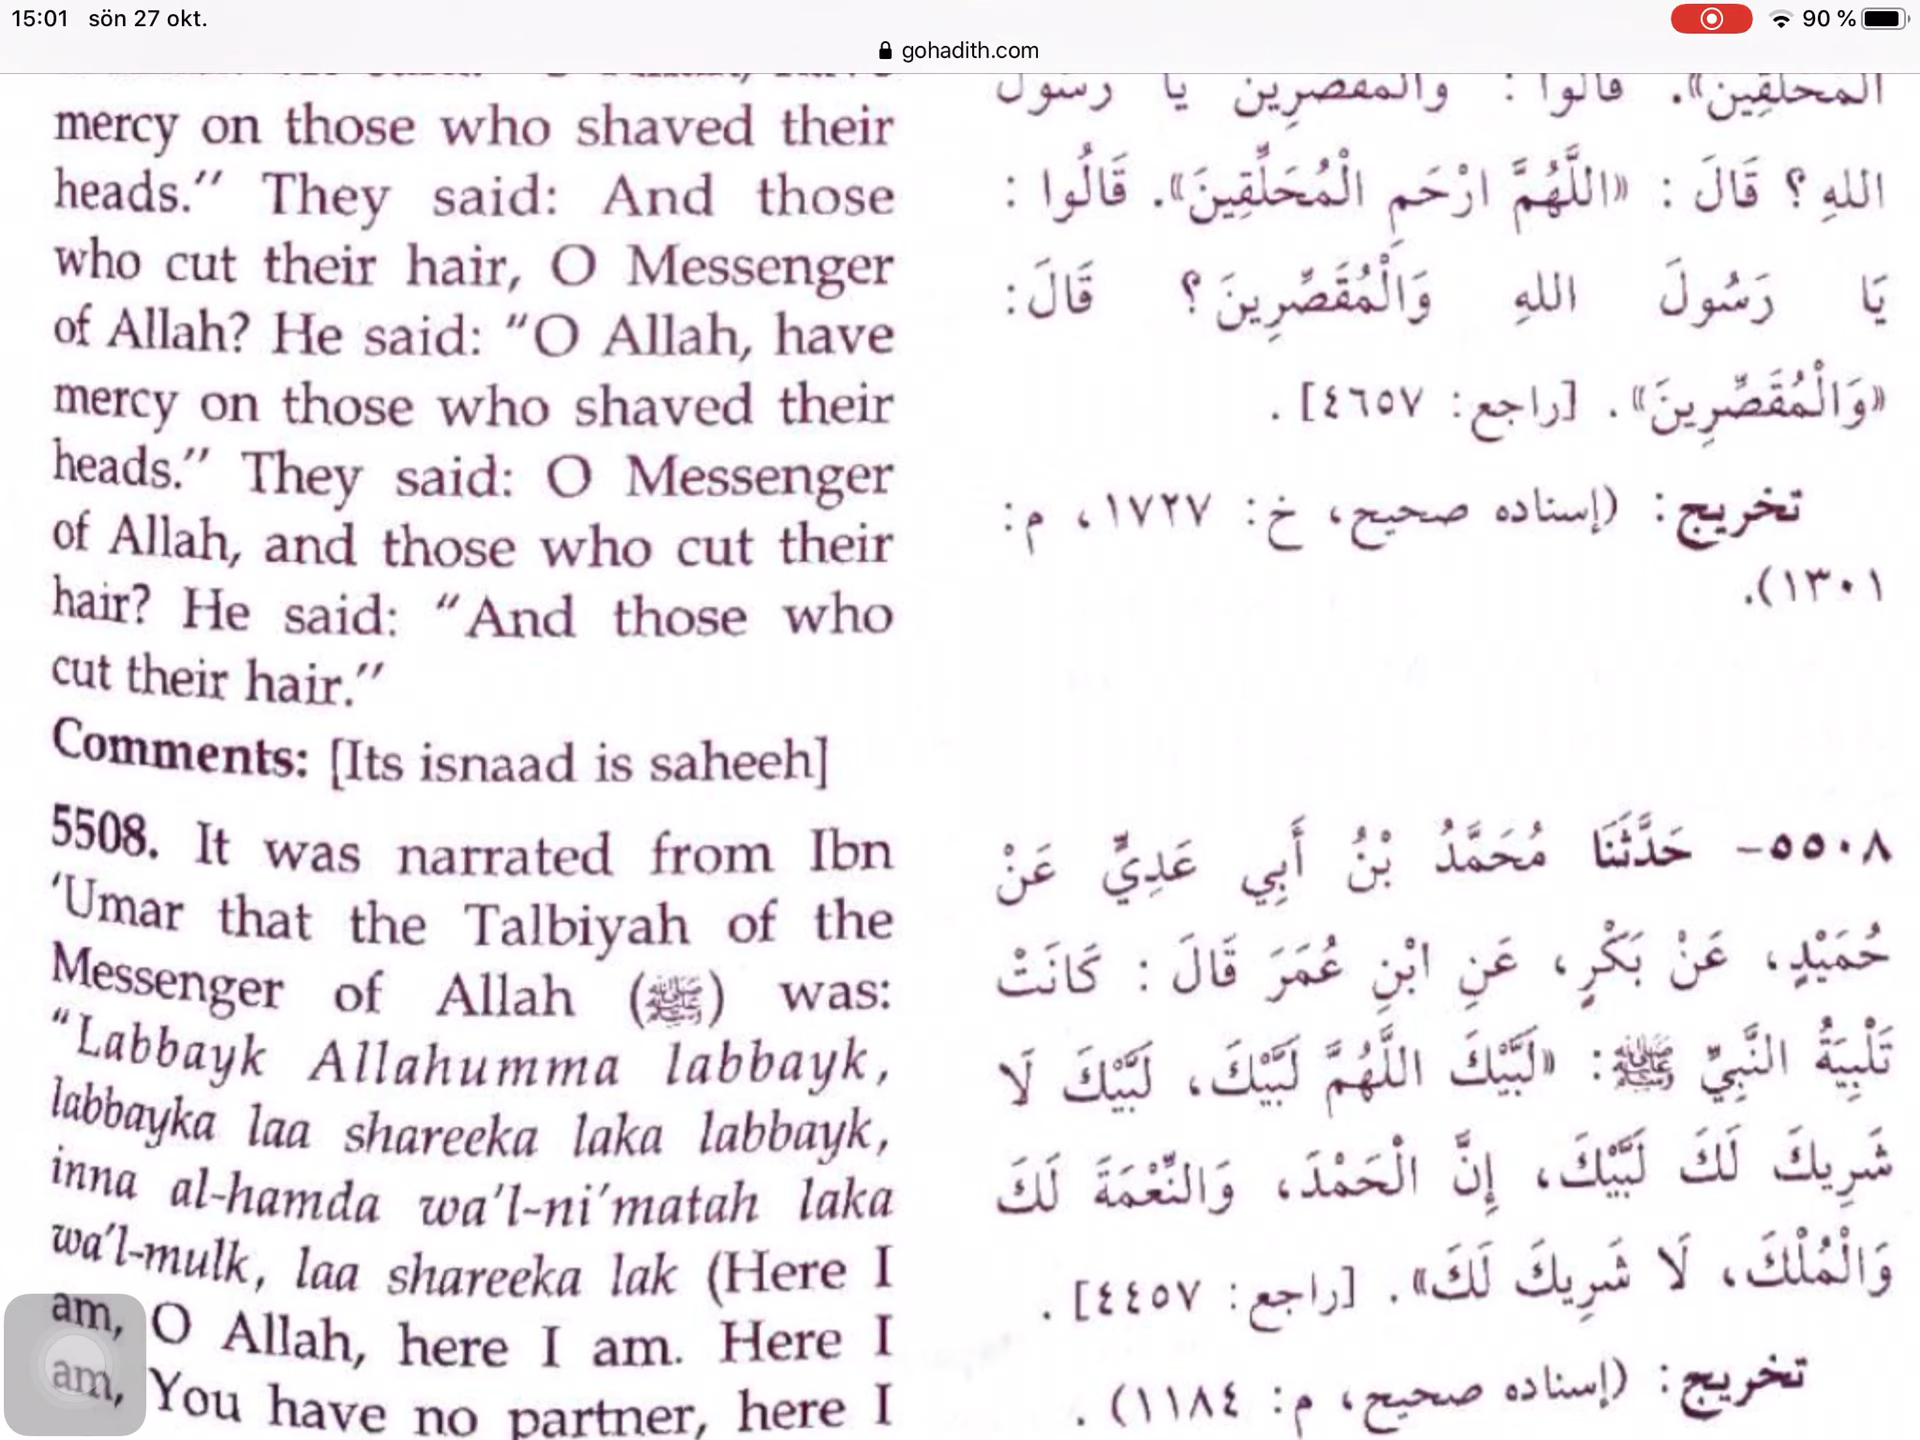 15:01 sön 27 okt.
90 %
gohadith.com
mercy on those who shaved their
heads.” They said: And those
who cut their hair, O Messenger
of Allah? He said: “O Allah, have
mercy on those who shaved their
heads.” They said: O Messenger
of Allah, and those who cut their
hair? He said: “And those who
cut their hair.”
Comments: [Its isnaad is saheeh]
5508. It was narrated from Ibn
‘Umar that the Talbiyah of the
Messenger of Allah (ﷺ) was:
“Labbayk Allahumma labbayk,
labbayka laa shareeka laka labbayk,
inna al-hamda wa’l-ni’matah laka
wa’l-mulk, laa shareeka lak (Here I
am, O Allah, here I am. Here I
am, You have no partner, here I
المحلقين». قالوا : والمقصرين يا رسول
اللهِ؟ قَالَ : «اللَّهُمَّ ارْحَمِ الْمُحَلِّقِينَ». قَالُوا :
يَا رَسُولَ اللهِ وَالْمُقَصِّرِينَ؟ قَالَ:
«وَالْمُقَصِّرِينَ». [راجع: ٤٦٥٧] .
تخريج: (إسناده صحيح، خ: ١٧٢٧، م:
١٣٠١).
٥٥٠٨- حَدَّثَنَا مُحَمَّدُ بْنُ أَبِي عَدِيٍّ عَنْ
حُمَيْدٍ، عَنْ بَكْرٍ، عَنِ ابْنِ عُمَرَ قَالَ : كَانَتْ
تَلْبِيَةُ النَّبِيِّ ﷺ: «لَبَّيْكَ اللَّهُمَّ لَبَّيْكَ، لَبَّيْكَ لَا
شَرِيكَ لَكَ لَبَّيْكَ، إِنَّ الْحَمْدَ، وَالنِّعْمَةَ لَكَ
وَالْمُلْكَ، لَا شَرِيكَ لَكَ». [راجع: ٤٤٥٧] .
تخريج: (إسناده صحيح، م: ١١٨٤) .